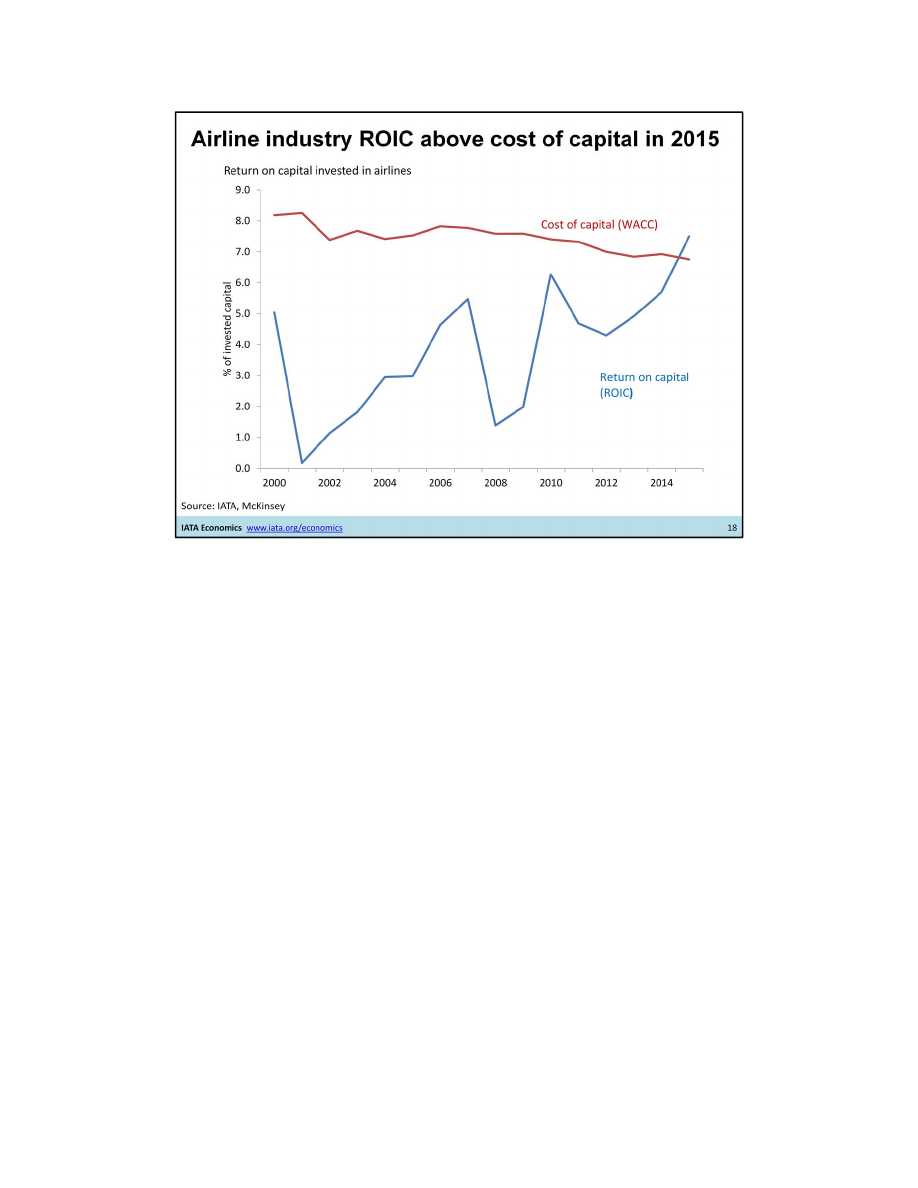 Airline industry ROIC above cost of capital in 2015
Return on capital invested in airlines
% of invested capital
9.0
8.0
7.0
6.0
5.0
4.0
3.0
2.0
1.0
0.0
Cost of capital (WACC)
Return on capital
(ROIC)
2000 2002 2004 2006 2008 2010 2012 2014
Source: IATA, McKinsey
IATA Economics www.iata.org/economics 18